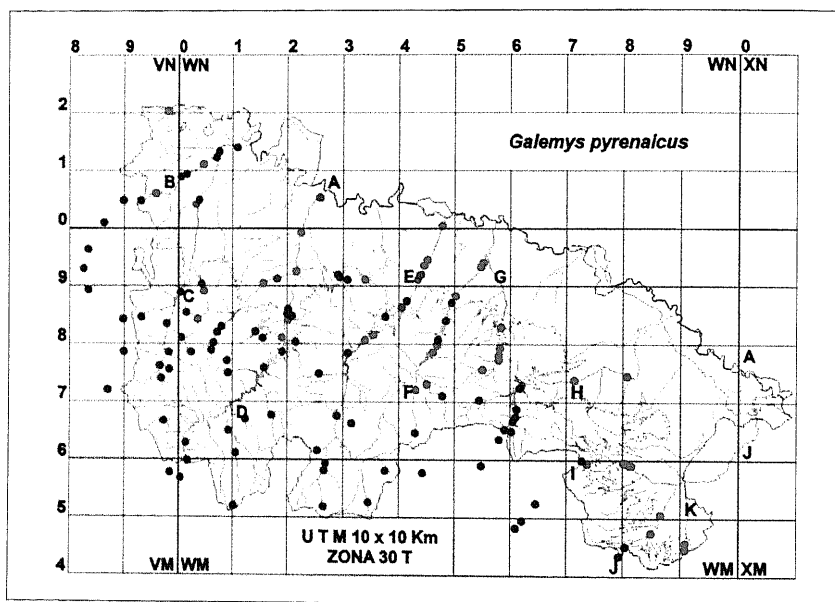 8 9 0 1 2 3 4 5 6 7 8 9 0
VN WN WN XN
2
Galemys pyrenaicus
1
B A
0
E G
9
C
8
A
F H
7
D
J
6
I
K
5
U T M 10 x 10 Km
ZONA 30 T
VM WM J WM XM
4